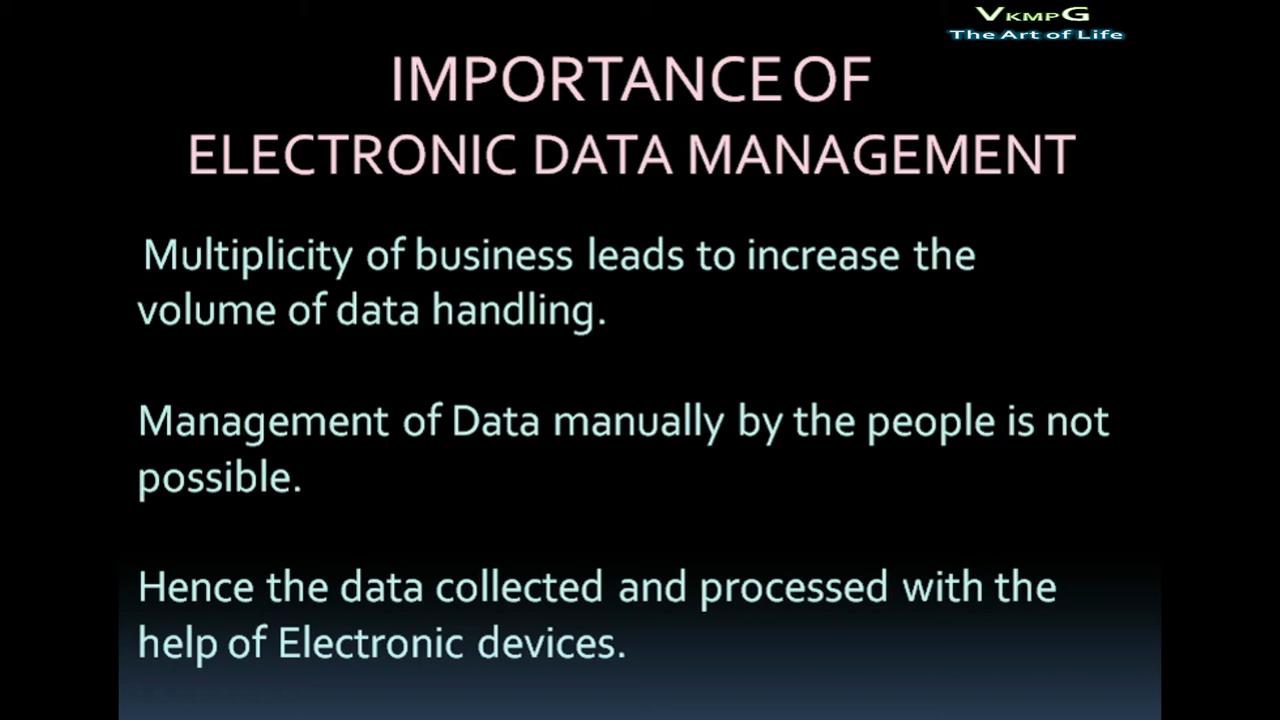 VKMPG
The Art of Life
IMPORTANCE OF
ELECTRONIC DATA MANAGEMENT
Multiplicity of business leads to increase the
volume of data handling.
Management of Data manually by the people is not
possible.
Hence the data collected and processed with the
help of Electronic devices.